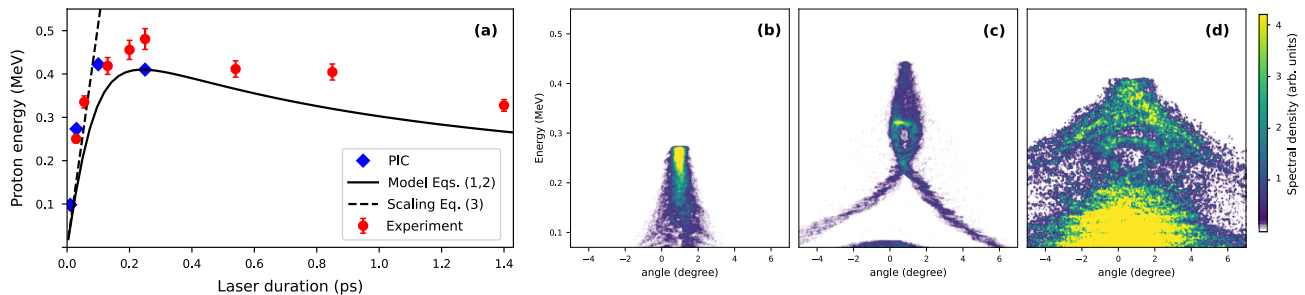 (a)
0.5
0.4
0.3
0.2
0.1
Proton energy (MeV)
0.0 0.2 0.4 0.6 0.8 1.0 1.2 1.4
Laser duration (ps)
PIC
Model Eqs. (1,2)
Scaling Eq. (3)
Experiment
(b)
0.5
0.4
0.3
0.2
0.1
Energy (MeV)
−4 −2 0 2 4 6
angle (degree)
(c)
−4 −2 0 2 4 6
angle (degree)
(d)
−4 −2 0 2 4 6
angle (degree)
4
3
2
1
Spectral density (arb. units)